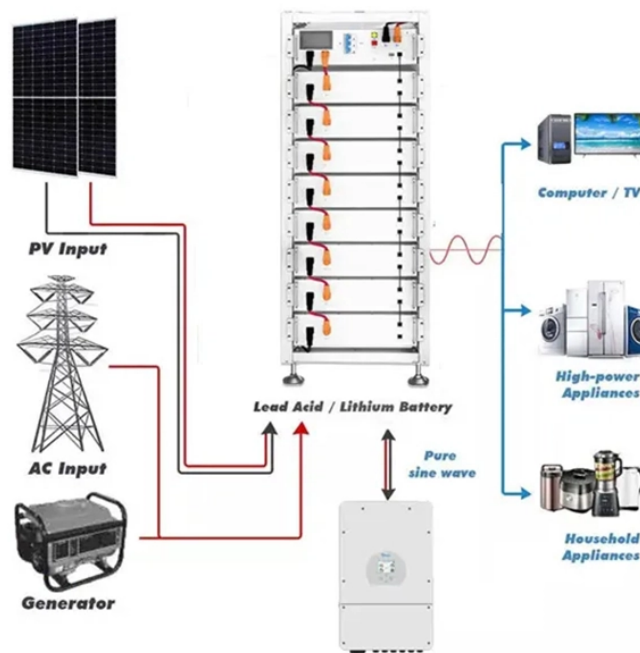 PV Input
AC Input
Generator
Lead Acid / Lithium Battery
Pure
sine wave
Computer / TV
High-power
Appliances
Household
Appliances